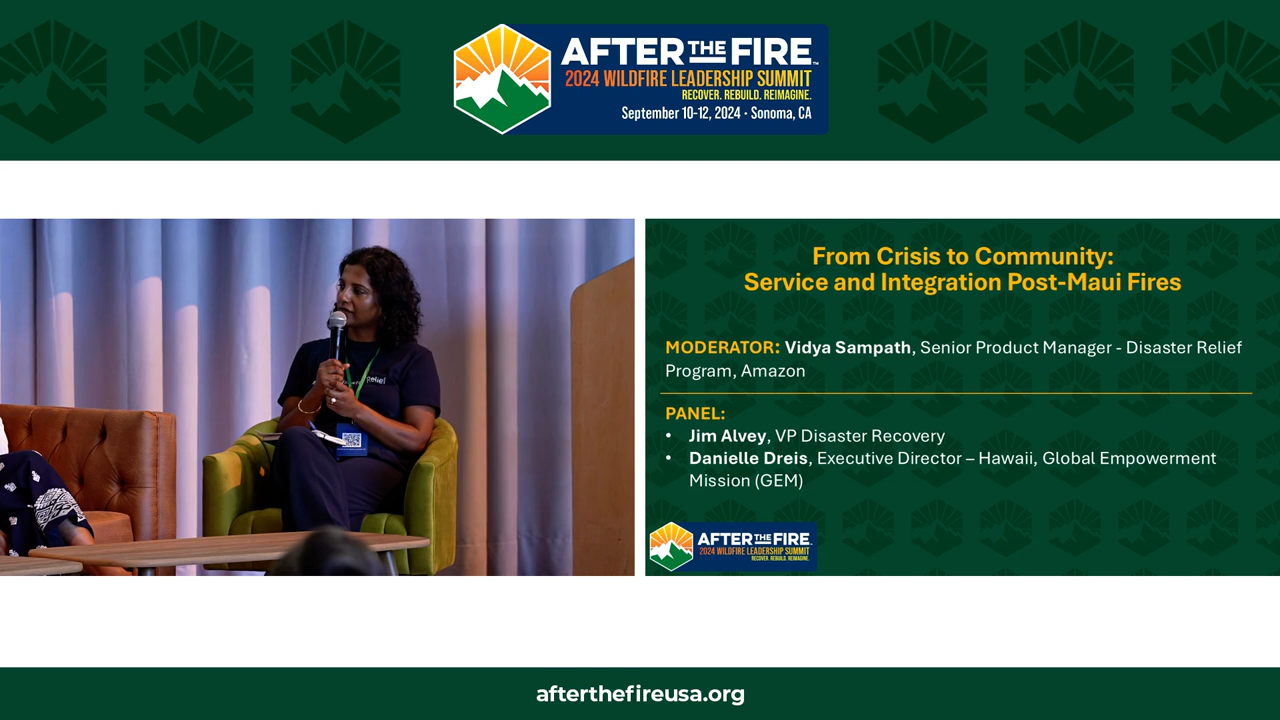 AFTER THE FIRE™
2024 WILDFIRE LEADERSHIP SUMMIT
RECOVER. REBUILD. REIMAGINE.
September 10-12, 2024 · Sonoma, CA
Relief
From Crisis to Community:
Service and Integration Post-Maui Fires
MODERATOR: Vidya Sampath, Senior Product Manager - Disaster Relief
Program, Amazon
PANEL:
• Jim Alvey, VP Disaster Recovery
• Danielle Dreis, Executive Director – Hawaii, Global Empowerment
Mission (GEM)
AFTER THE FIRE
2024 WILDFIRE LEADERSHIP SUMMIT
RECOVER. REBUILD. REIMAGINE.
afterthefireusa.org